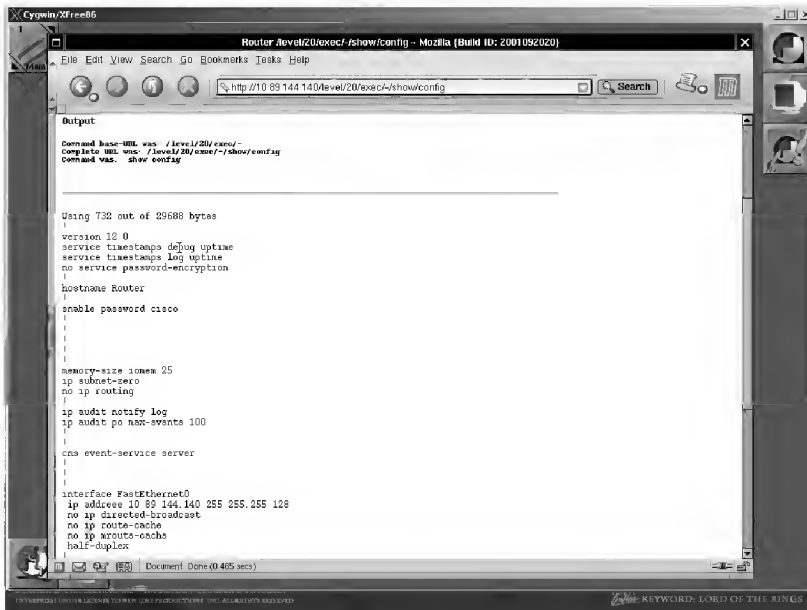 Cygwin/XFree86
Router /level/20/exec/-/show/config - Mozilla {Build ID: 2001092020}
File Edit View Search Go Bookmarks Tasks Help
http://10 89 144 140/level/20/exec/-/show/config
Search
Output
Command base-URL was· /level/20/exec/-
Complete URL was· /level/20/exec/-/show/config
Command was. show config
Using 732 out of 29688 bytes
!
version 12 0
service timestamps debug uptime
service timestamps log uptime
no service password-encryption
!
hostname Router
!
enable password cisco
!
!
!
!
!
memory-size iomem 25
ip subnet-zero
no ip routing
!
ip audit notify log
ip audit po max-events 100
!
!
cns event-service server
!
!
!
interface FastEthernet0
ip address 10 89 144.140 255 255.255 128
no ip directed-broadcast
no ip route-cache
no ip mroute-cache
half-duplex
!
Document Done (0 465 secs)
KEYWORD: LORD OF THE RINGS